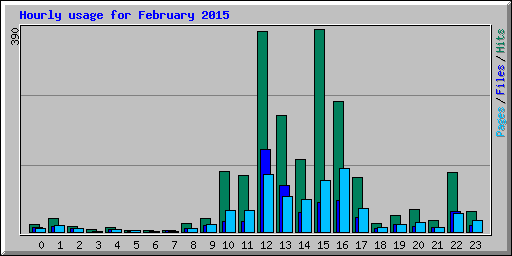 Hourly usage for February 2015
390
Pages / Files / Hits
0 1 2 3 4 5 6 7 8 9 10 11 12 13 14 15 16 17 18 19 20 21 22 23